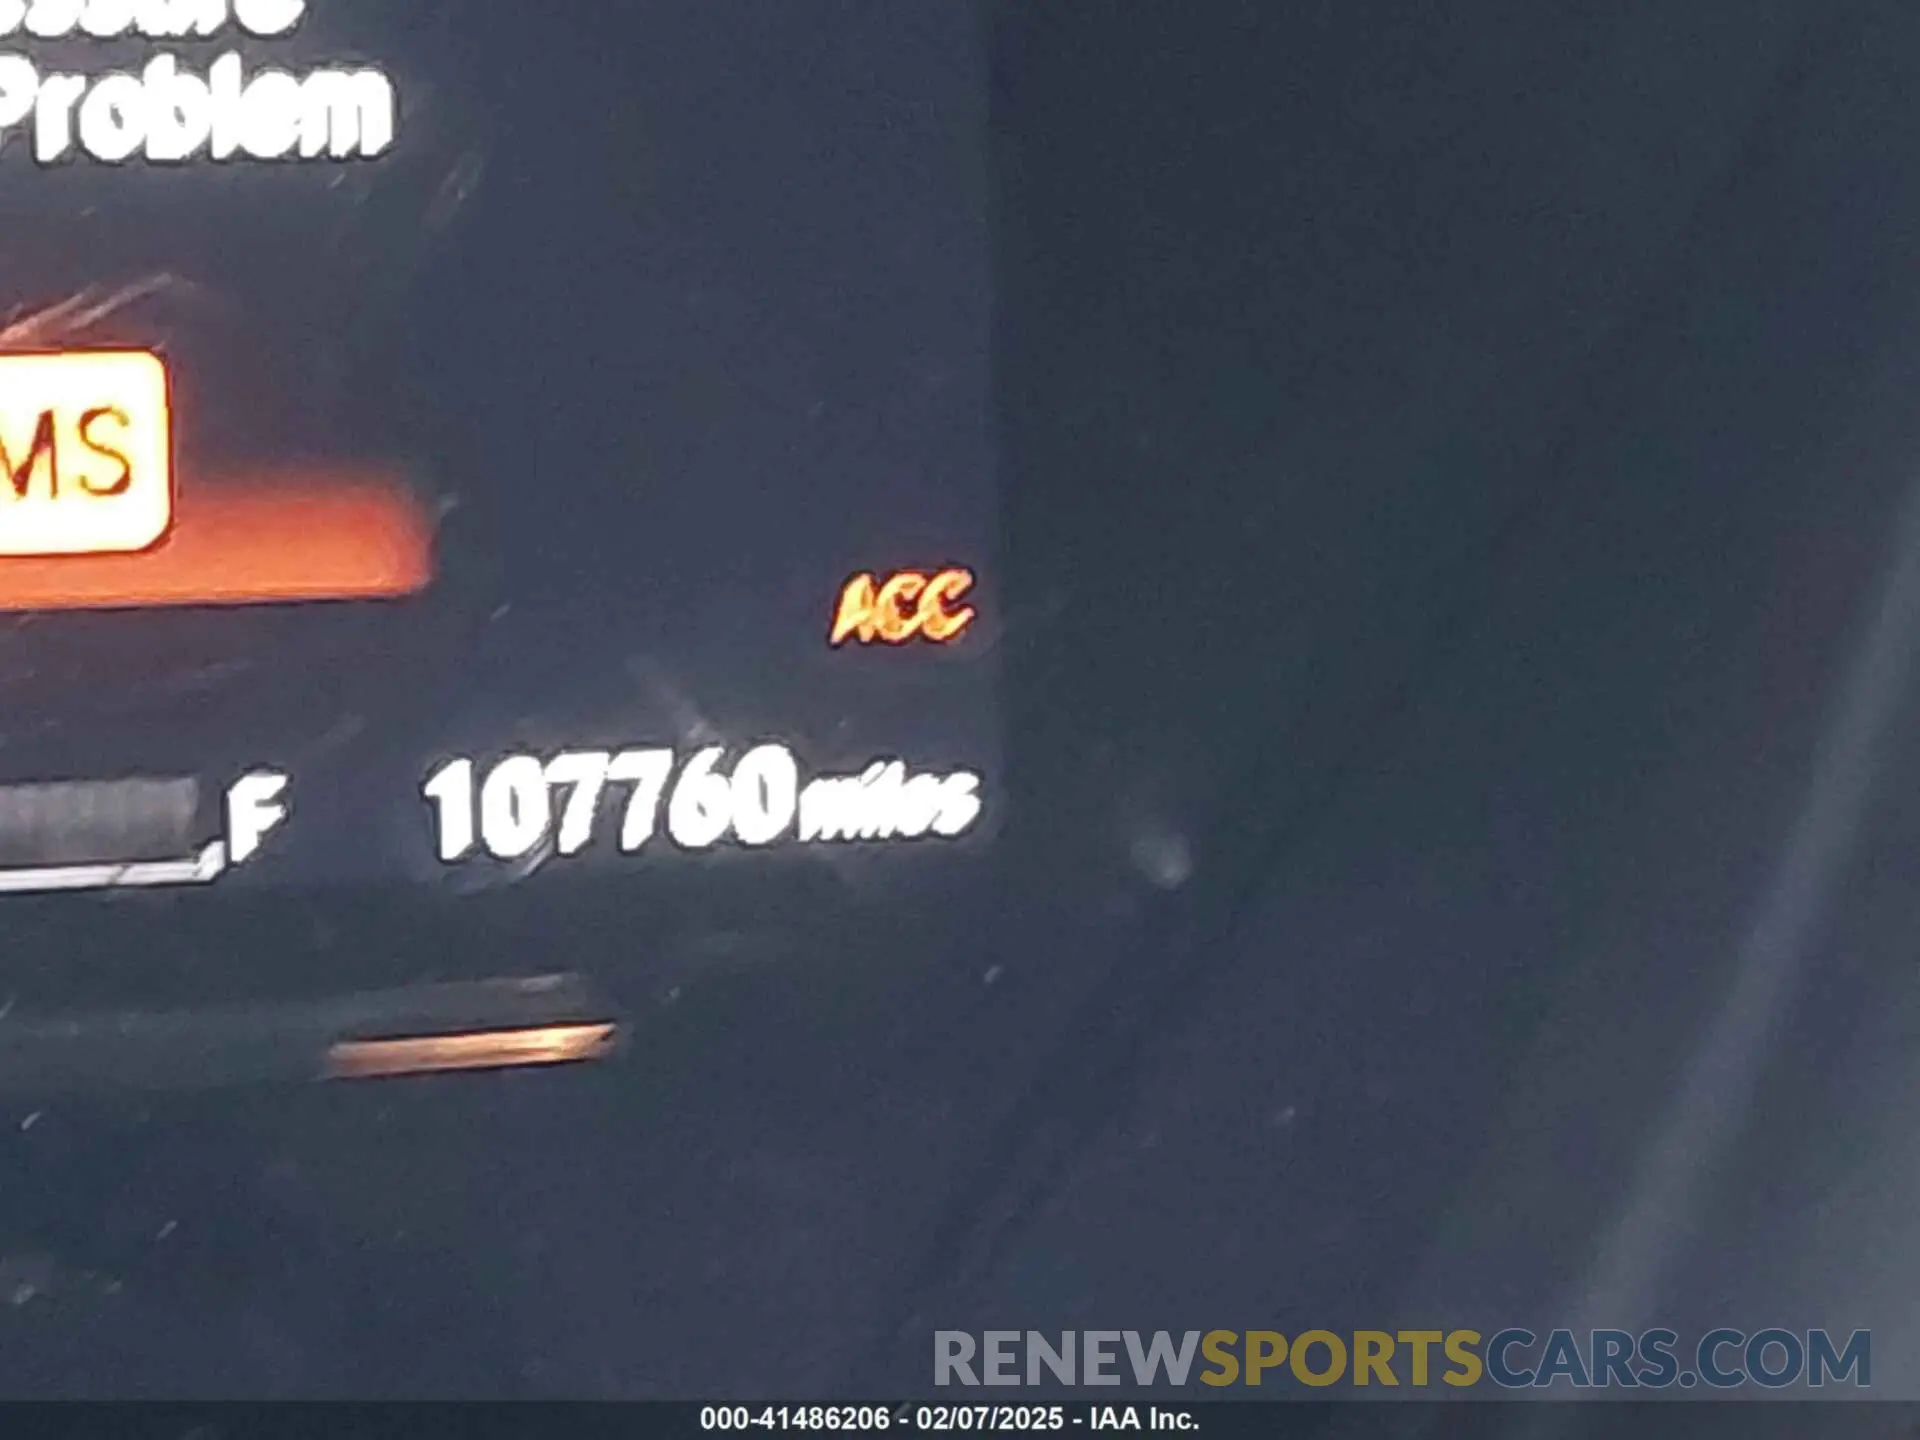 Problem
MS
ACC
F 107760 miles
RENEWSPORTSCARS.COM
000-41486206 - 02/07/2025 - IAA Inc.